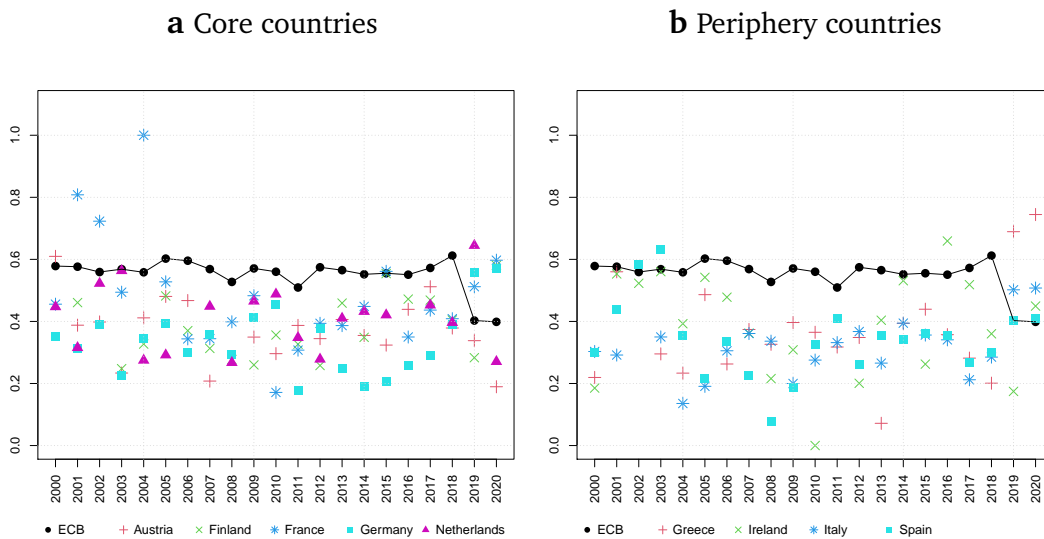 a Core countries
b Periphery countries
1.0
0.8
0.6
0.4
0.2
0.0
2000 2001 2002 2003 2004 2005 2006 2007 2008 2009 2010 2011 2012 2013 2014 2015 2016 2017 2018 2019 2020
ECB Austria Finland France Germany Netherlands
1.0
0.8
0.6
0.4
0.2
0.0
2000 2001 2002 2003 2004 2005 2006 2007 2008 2009 2010 2011 2012 2013 2014 2015 2016 2017 2018 2019 2020
ECB Greece Ireland Italy Spain